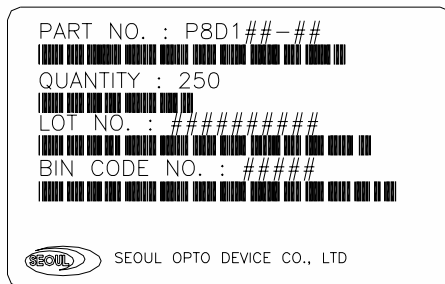 PART NO. : P8D1##-##
QUANTITY : 250
LOT NO. : ##########
BIN CODE NO. : #####
SEOUL SEOUL OPTO DEVICE CO., LTD